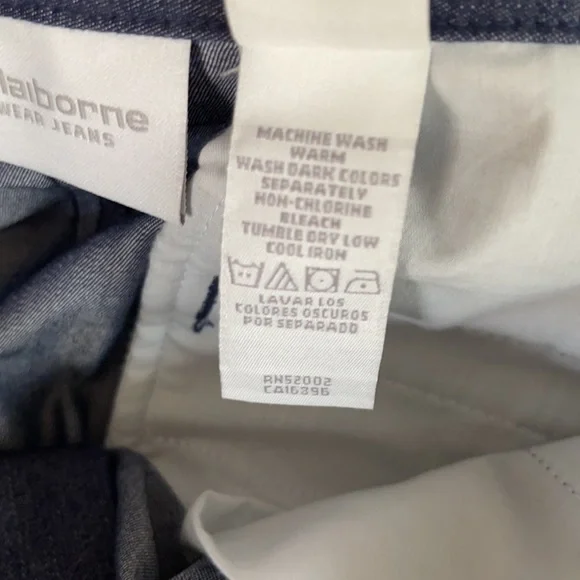 laiborne
WEAR JEANS
MACHINE WASH
WARM
WASH DARK COLORS
SEPARATELY
NON-CHLORINE
BLEACH
TUMBLE DRY LOW
COOL IRON
LAVAR LOS
COLORES OSCUROS
POR SEPARADO
RN52002
CA16396